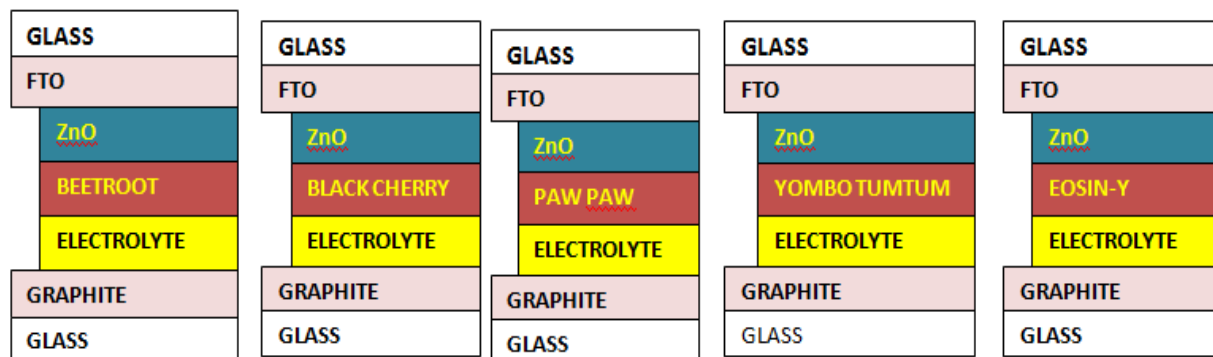 GLASS
FTO
ZnO
BEETROOT
ELECTROLYTE
GRAPHITE
GLASS
GLASS
FTO
ZnO
BLACK CHERRY
ELECTROLYTE
GRAPHITE
GLASS
GLASS
FTO
ZnO
PAW PAW
ELECTROLYTE
GRAPHITE
GLASS
GLASS
FTO
ZnO
YOMBO TUMTUM
ELECTROLYTE
GRAPHITE
GLASS
GLASS
FTO
ZnO
EOSIN-Y
ELECTROLYTE
GRAPHITE
GLASS